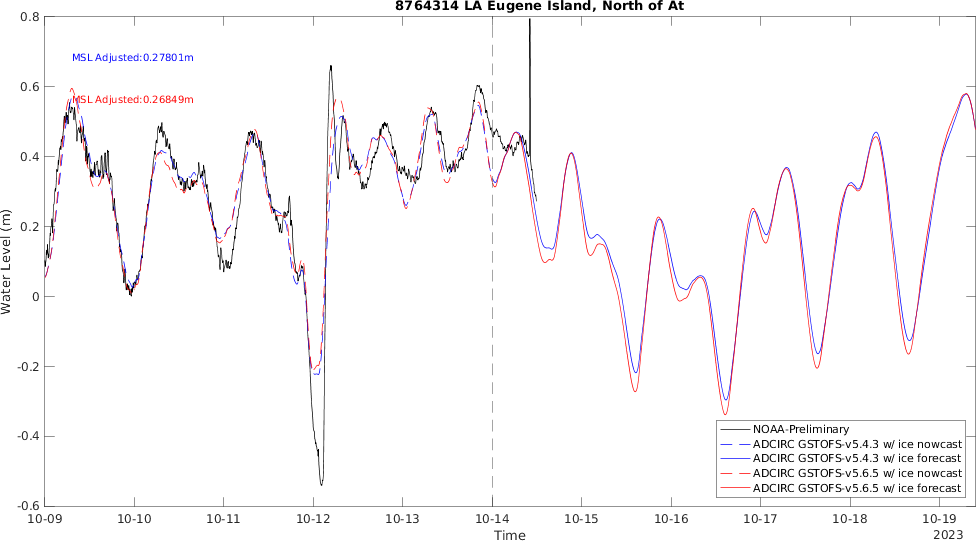 8764314 LA Eugene Island, North of At
MSL Adjusted:0.27801m
MSL Adjusted:0.26849m
Water Level (m)
0.8
0.6
0.4
0.2
0
-0.2
-0.4
-0.6
NOAA-Preliminary
ADCIRC GSTOFS-v5.4.3 w/ ice nowcast
ADCIRC GSTOFS-v5.4.3 w/ ice forecast
ADCIRC GSTOFS-v5.6.5 w/ ice nowcast
ADCIRC GSTOFS-v5.6.5 w/ ice forecast
10-09 10-10 10-11 10-12 10-13 10-14 10-15 10-16 10-17 10-18 10-19
Time
2023